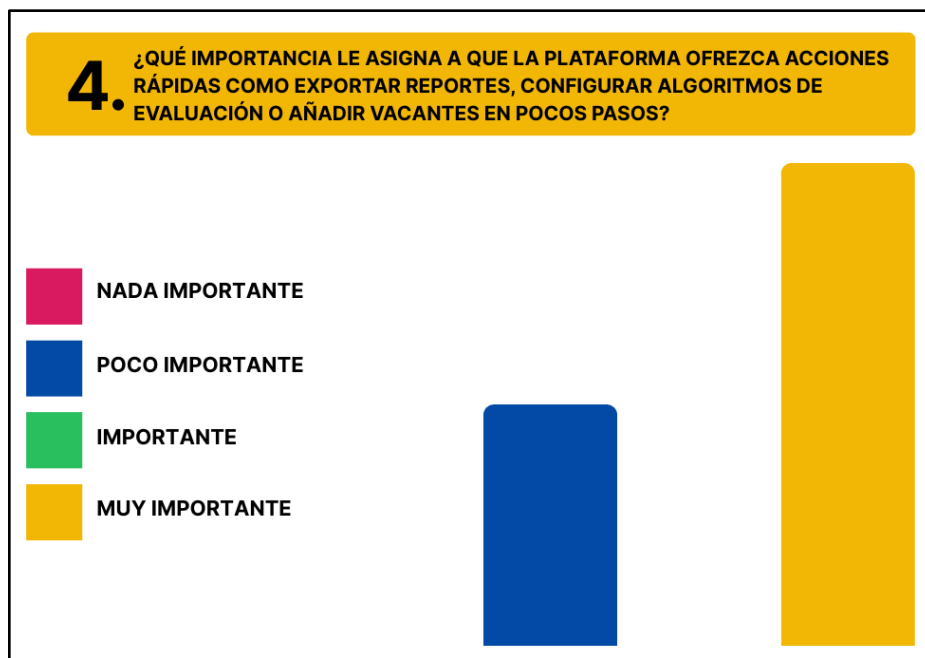 4.
¿QUÉ IMPORTANCIA LE ASIGNA A QUE LA PLATAFORMA OFREZCA ACCIONES
RÁPIDAS COMO EXPORTAR REPORTES, CONFIGURAR ALGORITMOS DE
EVALUACIÓN O AÑADIR VACANTES EN POCOS PASOS?
NADA IMPORTANTE
POCO IMPORTANTE
IMPORTANTE
MUY IMPORTANTE